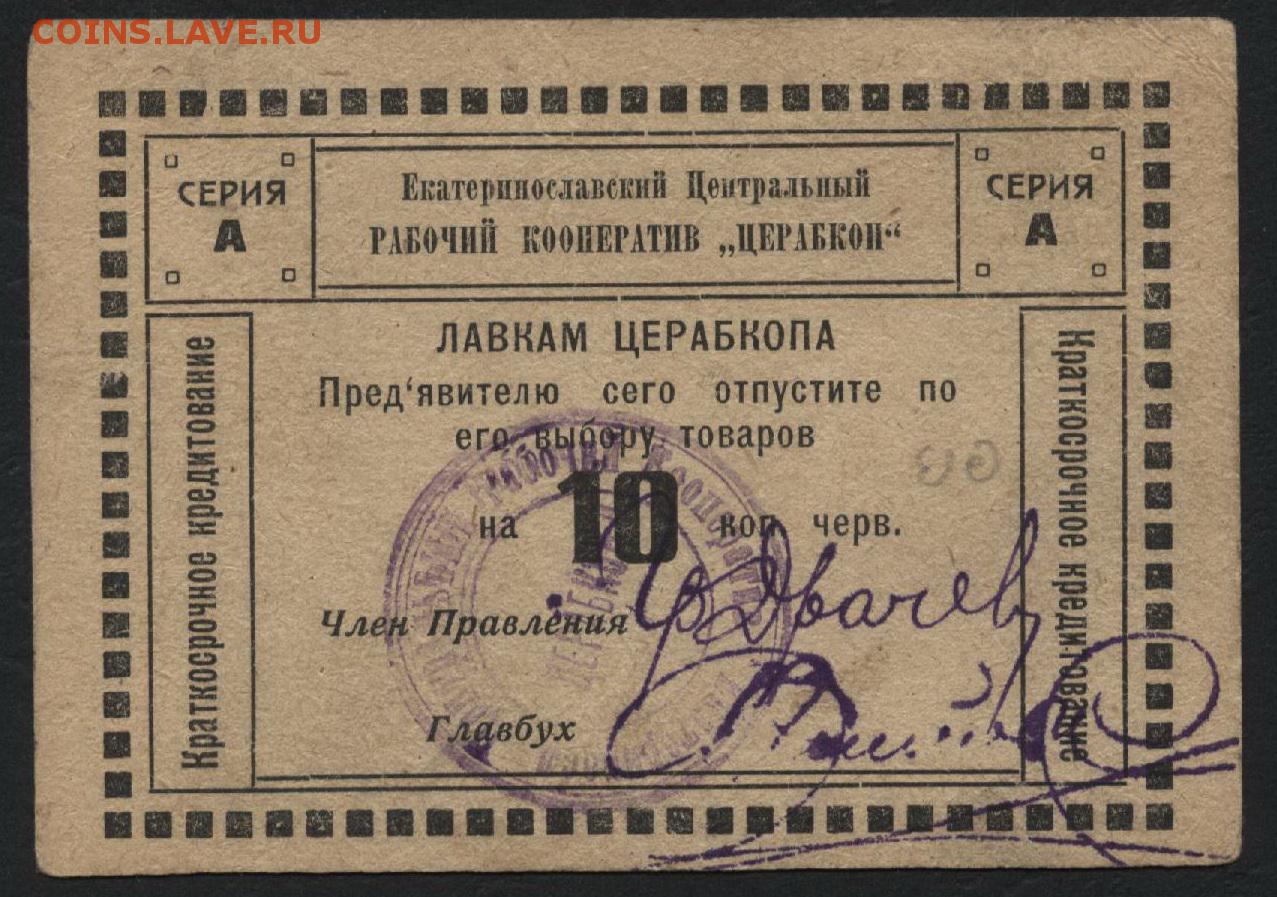 COINS.LAVE.RU
СЕРИЯ
А
Екатеринославский Центральный
РАБОЧИЙ КООПЕРАТИВ „ЦЕРАБКОП“
СЕРИЯ
А
Краткосрочное кредитование
ЛАВКАМ ЦЕРАБКОПА
Пред‘явителю сего отпустите по
его выбору товаров
на 10 коп. черв.
Член Правления
Главбух
Краткосрочное кредитование